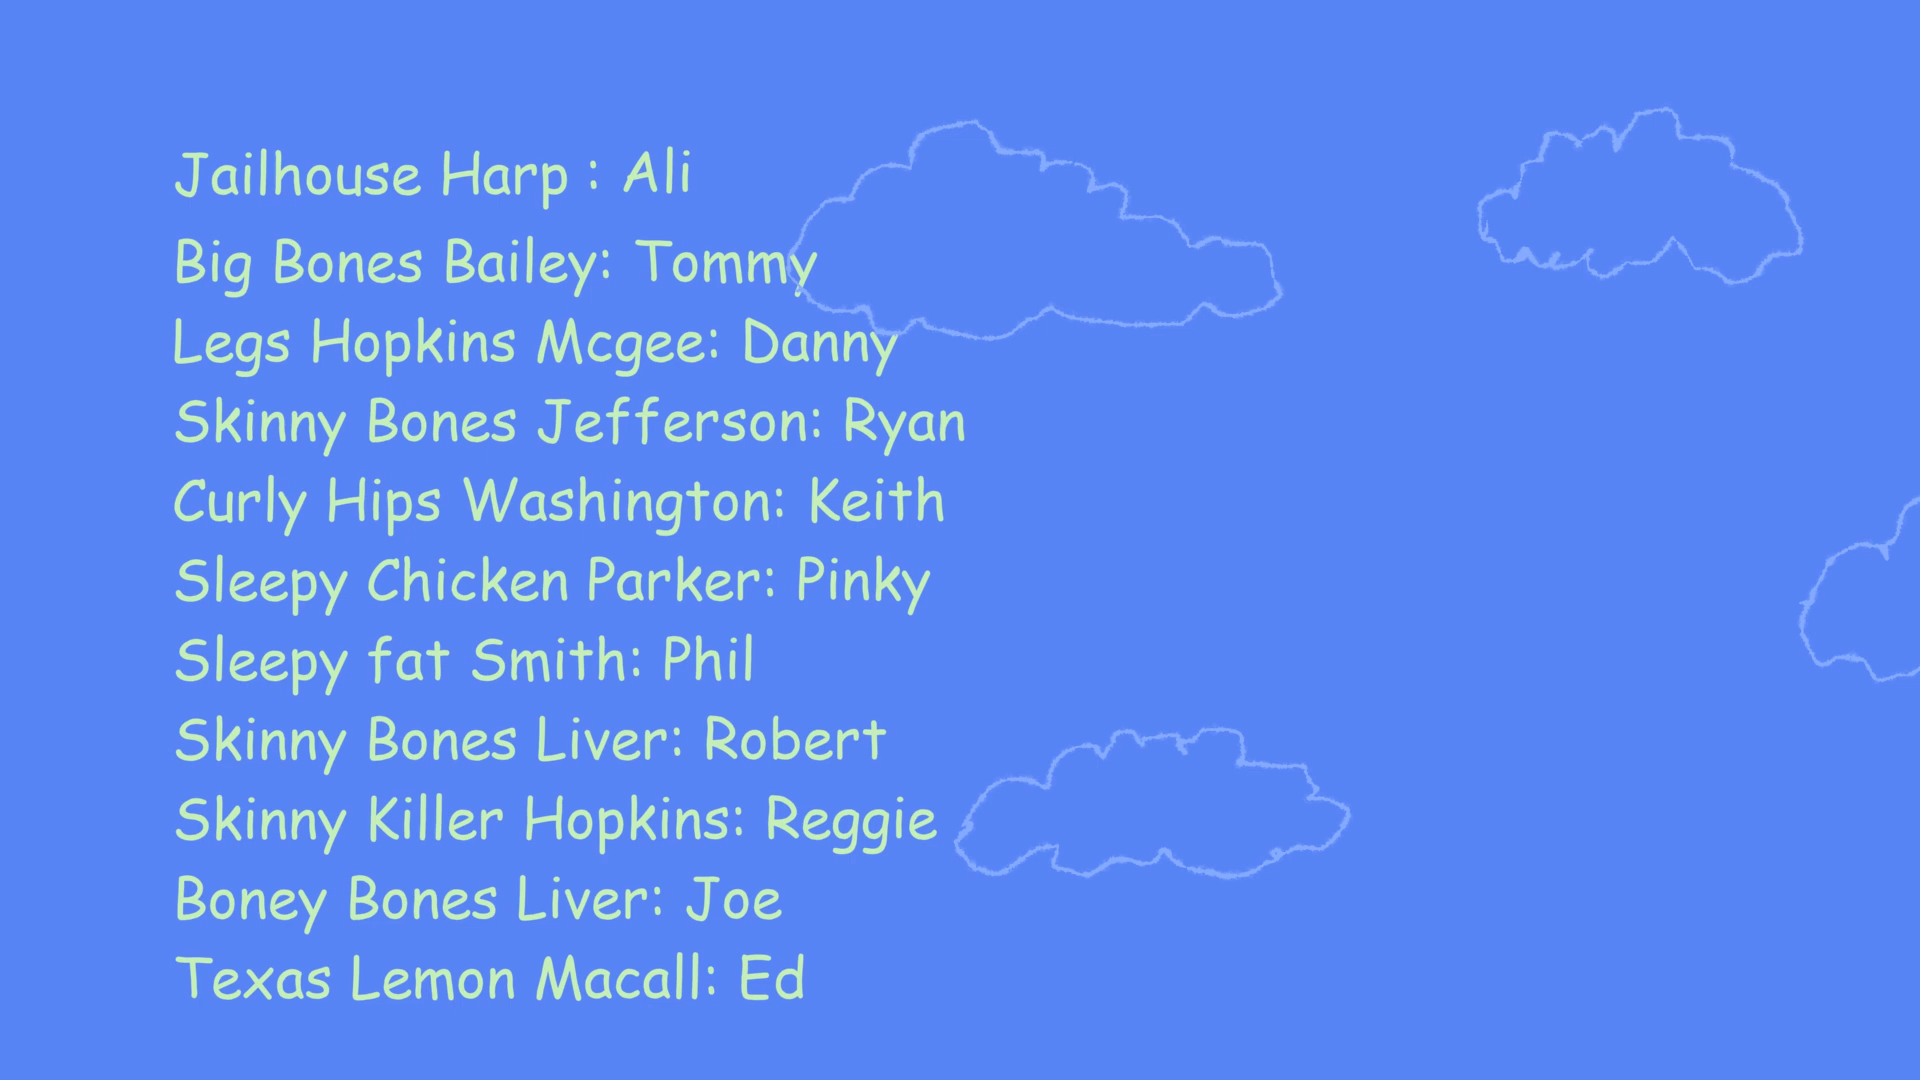 Jailhouse Harp : Ali
Big Bones Bailey: Tommy
Legs Hopkins Mcgee: Danny
Skinny Bones Jefferson: Ryan
Curly Hips Washington: Keith
Sleepy Chicken Parker: Pinky
Sleepy fat Smith: Phil
Skinny Bones Liver: Robert
Skinny Killer Hopkins: Reggie
Boney Bones Liver: Joe
Texas Lemon Macall: Ed